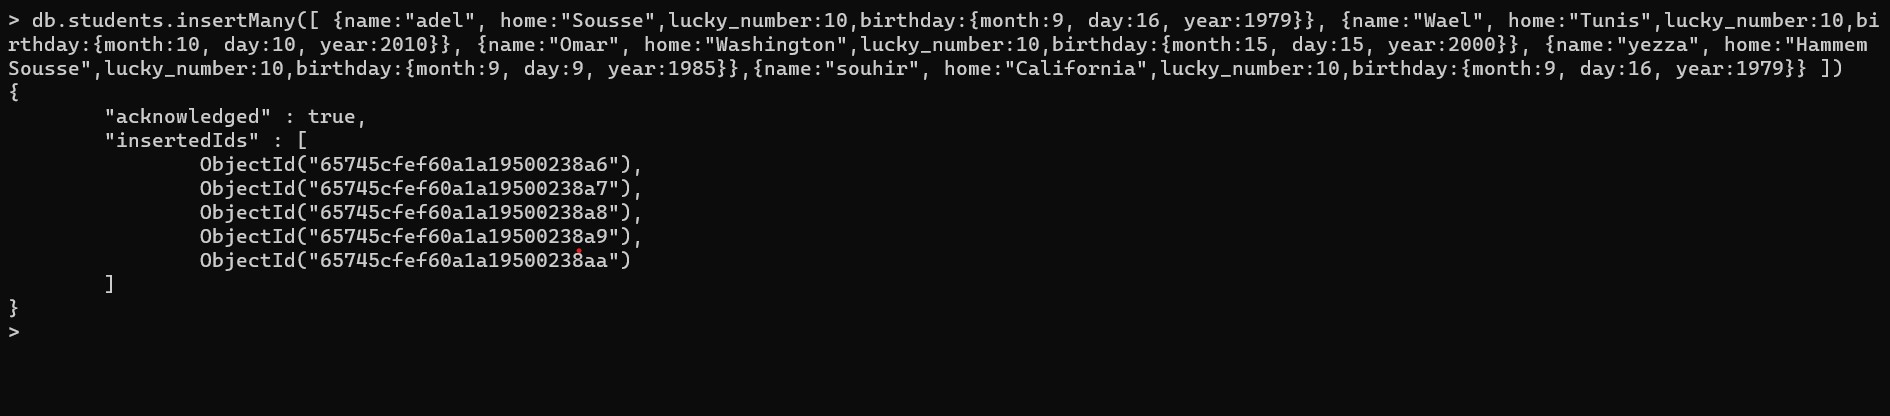 > db.students.insertMany([ {name:"adel", home:"Sousse",lucky_number:10,birthday:{month:9, day:16, year:1979}}, {name:"Wael", home:"Tunis",lucky_number:10,bi
rthday:{month:10, day:10, year:2010}}, {name:"Omar", home:"Washington",lucky_number:10,birthday:{month:15, day:15, year:2000}}, {name:"yezza", home:"Hammem
Sousse",lucky_number:10,birthday:{month:9, day:9, year:1985}},{name:"souhir", home:"California",lucky_number:10,birthday:{month:9, day:16, year:1979}} ])
{
        "acknowledged" : true,
        "insertedIds" : [
                ObjectId("65745cfef60a1a19500238a6"),
                ObjectId("65745cfef60a1a19500238a7"),
                ObjectId("65745cfef60a1a19500238a8"),
                ObjectId("65745cfef60a1a19500238a9"),
                ObjectId("65745cfef60a1a19500238aa")
        ]
}
>